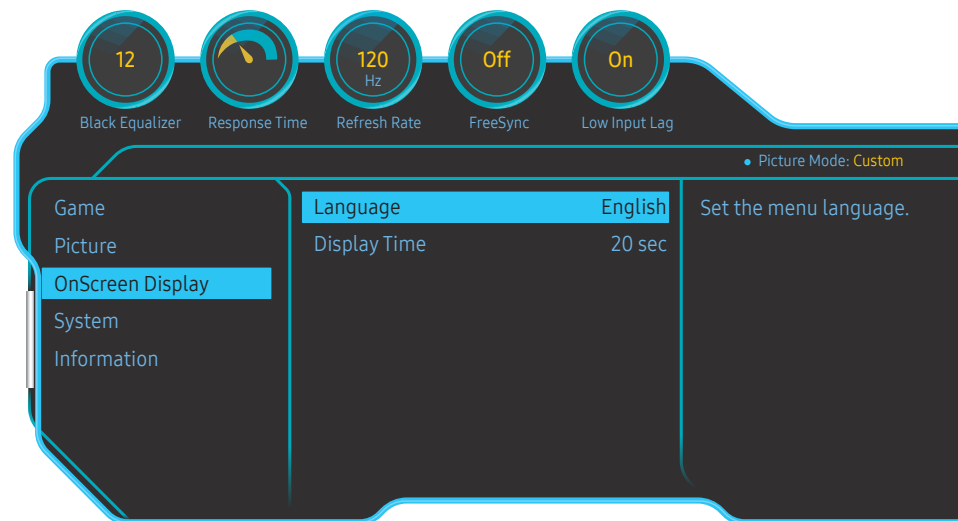 12
120
Hz
Off
On
Black Equalizer
Response Time
Refresh Rate
FreeSync
Low Input Lag
• Picture Mode: Custom
Game
Picture
OnScreen Display
System
Information
Language English
Display Time 20 sec
Set the menu language.